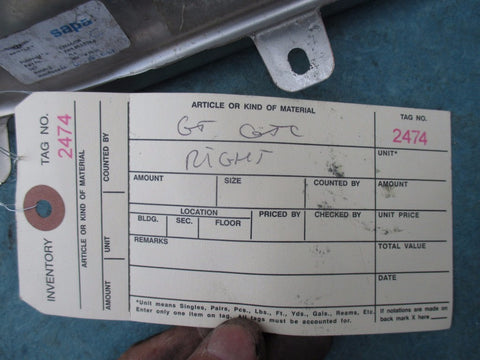 sapa
INVENTORY
TAG NO.
2474
ARTICLE OR KIND OF MATERIAL
COUNTED BY
UNIT
AMOUNT
ARTICLE OR KIND OF MATERIAL
TAG NO.
GT GTC
2474
RIGHT
UNIT*
AMOUNT
SIZE
COUNTED BY
AMOUNT
LOCATION
PRICED BY
CHECKED BY
UNIT PRICE
BLDG.
SEC.
FLOOR
REMARKS
TOTAL VALUE
DATE
*Unit means Singles, Pairs, Pcs., Lbs., Ft., Yds., Gals., Reams, Etc.
Enter only one item on tag. All tags must be accounted for.
If notations are made on
back mark X here